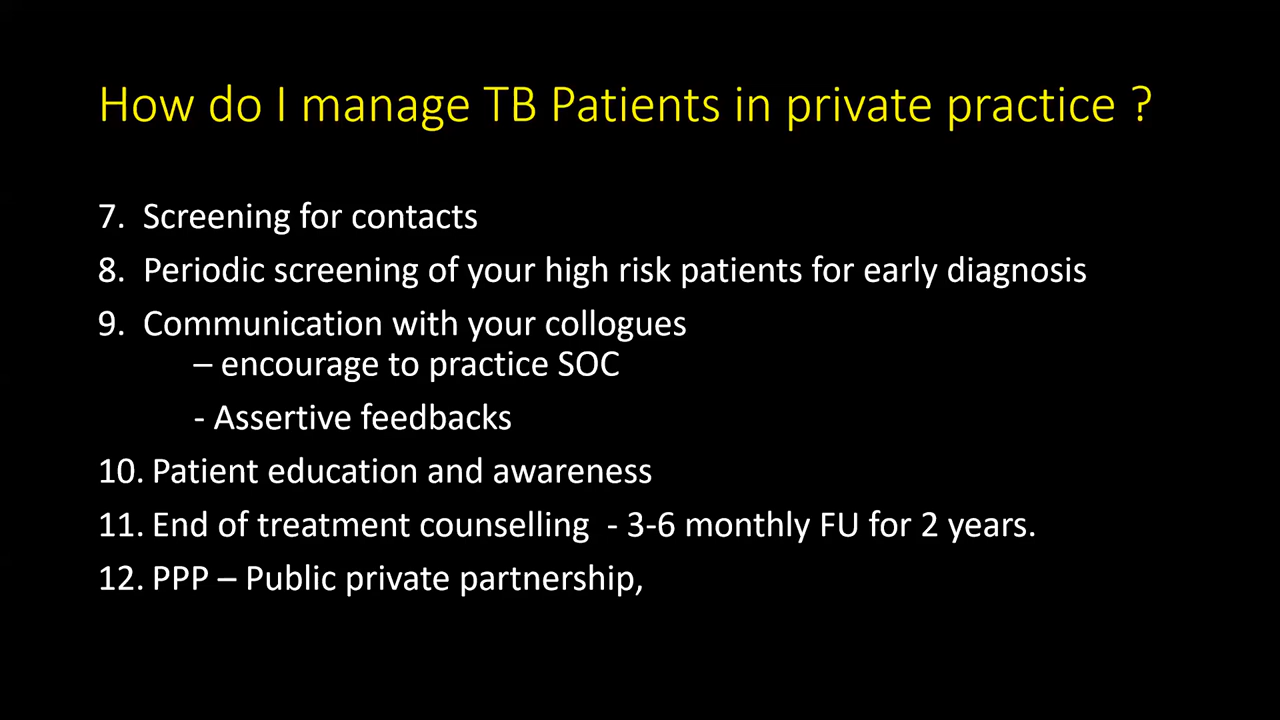 How do I manage TB Patients in private practice ?
7. Screening for contacts
8. Periodic screening of your high risk patients for early diagnosis
9. Communication with your collogues
– encourage to practice SOC
- Assertive feedbacks
10. Patient education and awareness
11. End of treatment counselling - 3-6 monthly FU for 2 years.
12. PPP – Public private partnership,